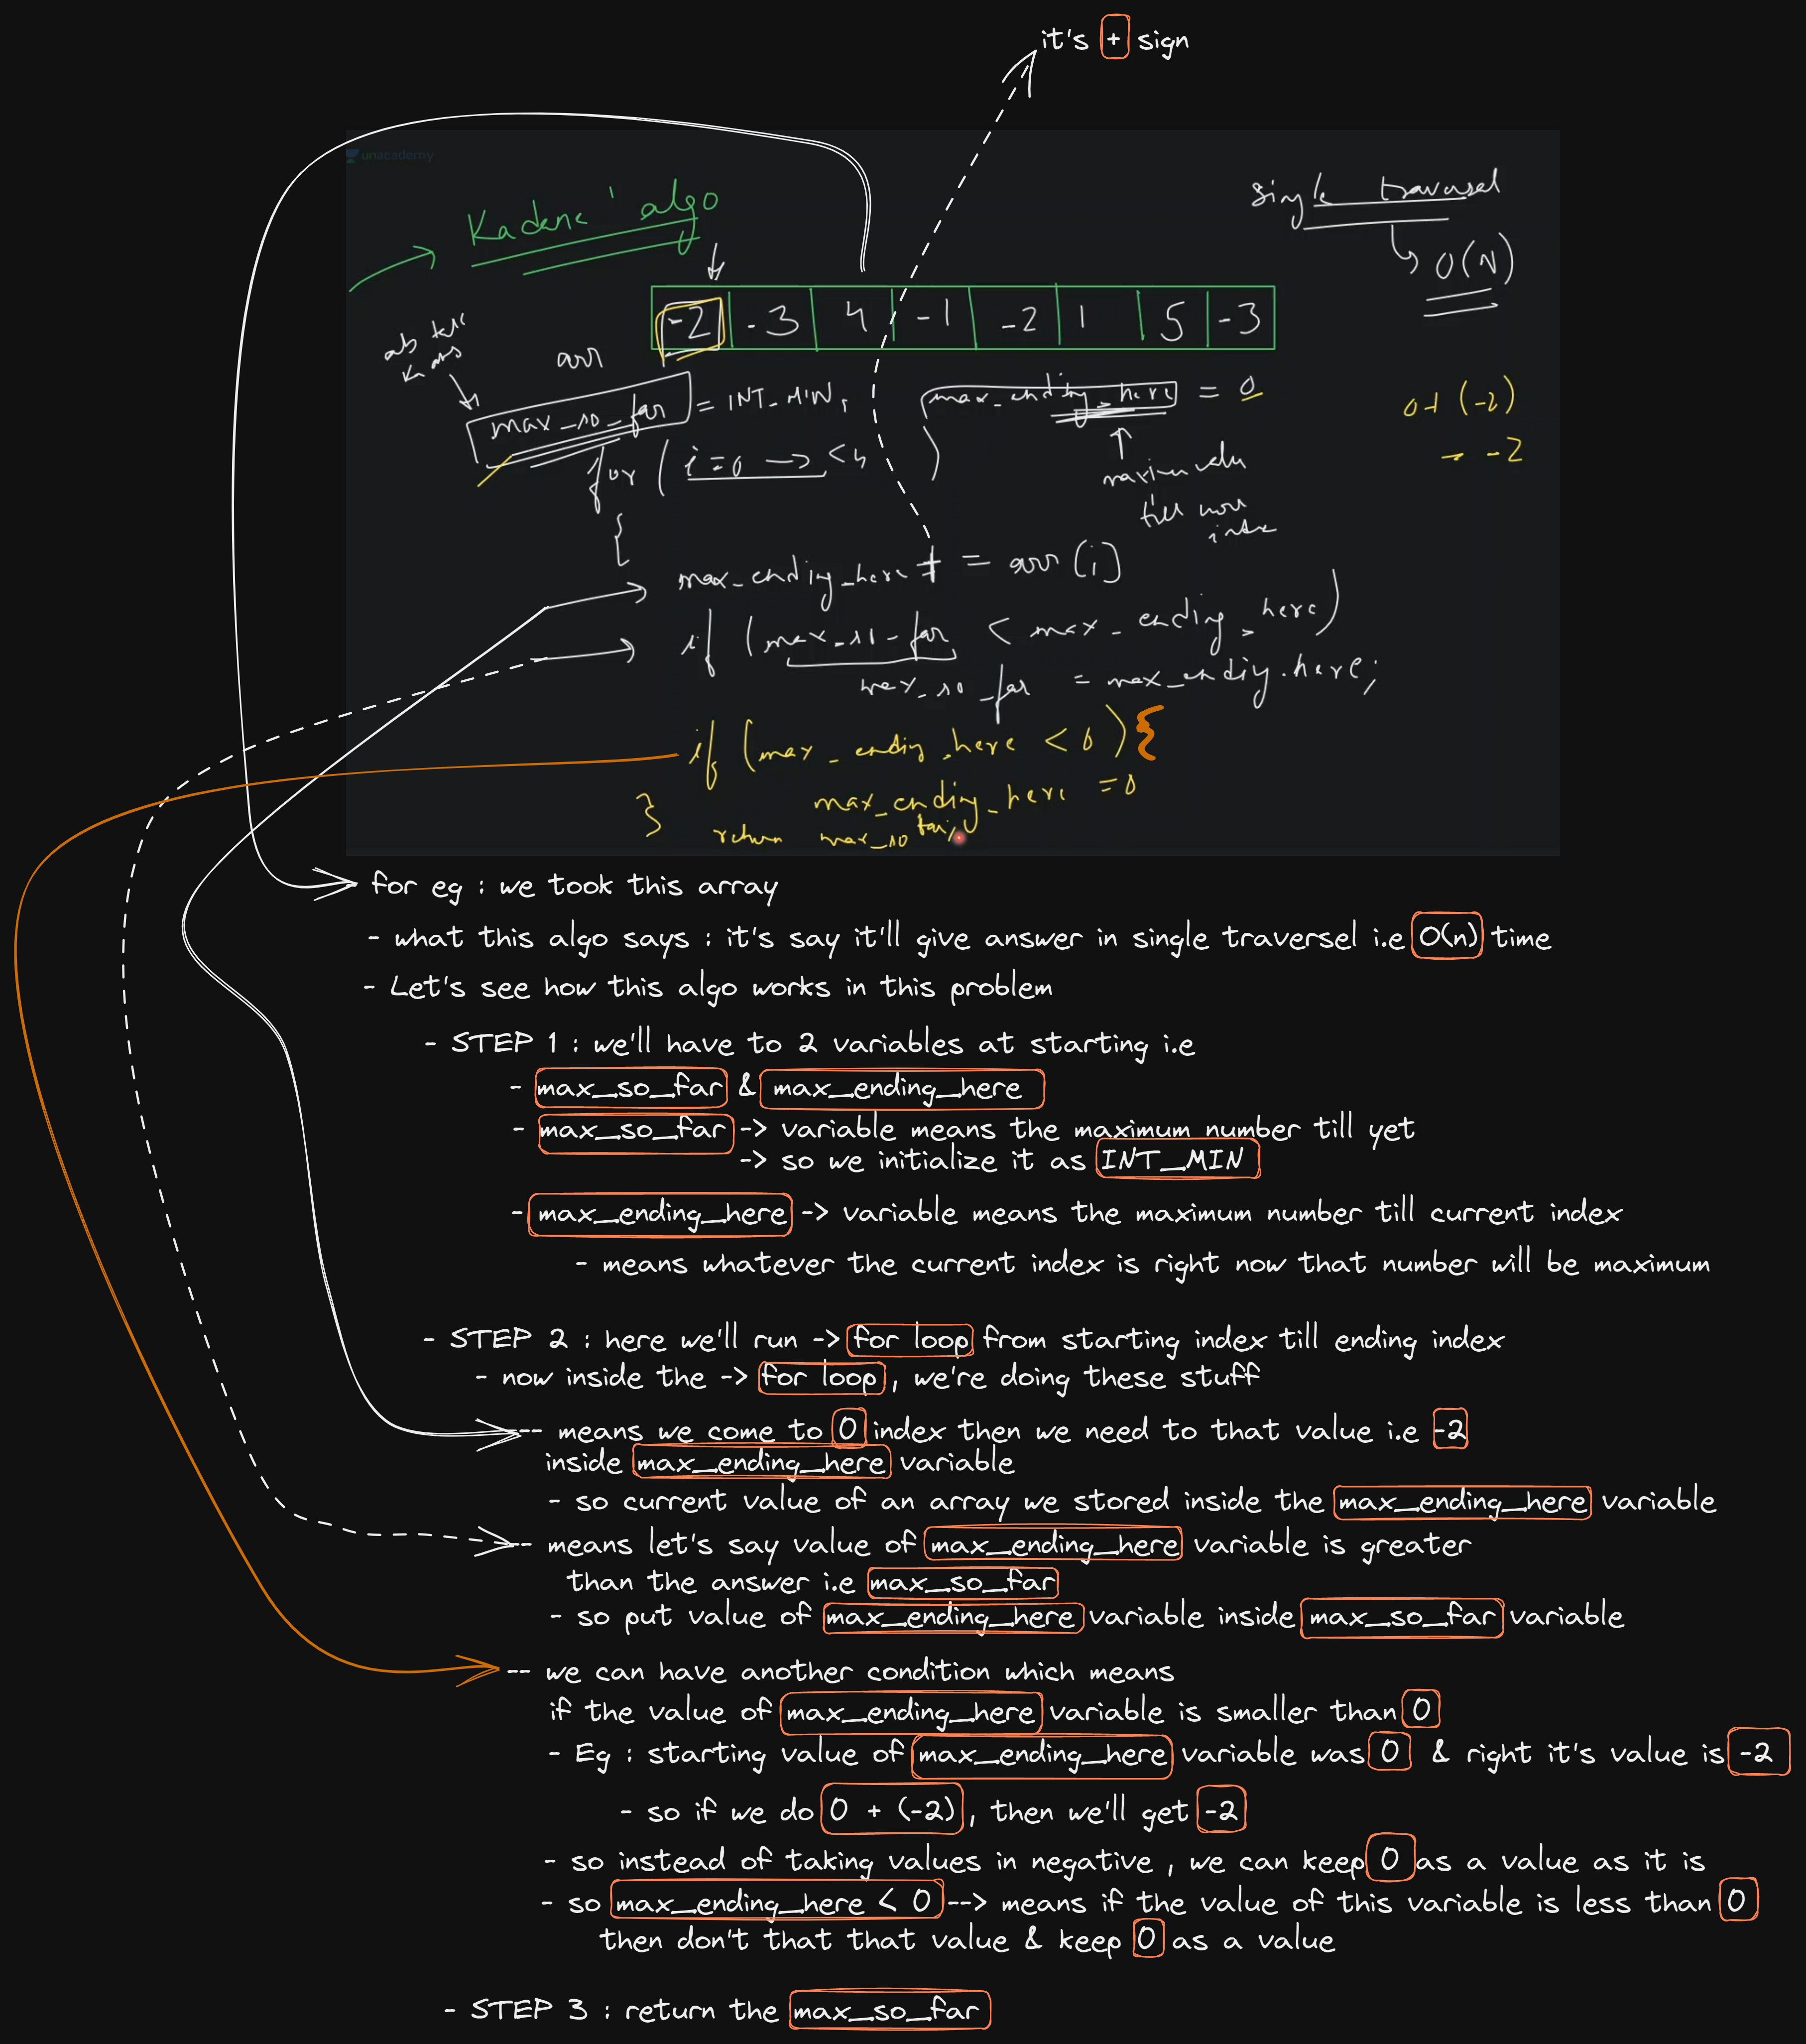 it's + sign
unacademy
Kadane' algo
single traversel
O(N)
-2 -3 4 -1 -2 1 5 -3
arr
max_so_far = INT_MIN, max_ending_here = 0
0+ (-2)
→ -2
for ( i=0 → <n )
till now
{
max_ending_here + = arr (i)
if (max_so_far < max_ending_here)
max_so_far = max_ending_here;
if (max_ending_here < 0) {
max_ending_here = 0
}
return max_so far;
for eg : we took this array
- what this algo says : it's say it'll give answer in single traversel i.e O(n) time
- Let's see how this algo works in this problem
- STEP 1 : we'll have to 2 variables at starting i.e
- max_so_far & max_ending_here
- max_so_far -> variable means the maximum number till yet
-> so we initialize it as INT_MIN
- max_ending_here -> variable means the maximum number till current index
- means whatever the current index is right now that number will be maximum
- STEP 2 : here we'll run -> for loop from starting index till ending index
- now inside the -> for loop , we're doing these stuff
-- means we come to 0 index then we need to that value i.e -2
inside max_ending_here variable
- so current value of an array we stored inside the max_ending_here variable
-- means let's say value of max_ending_here variable is greater
than the answer i.e max_so_far
- so put value of max_ending_here variable inside max_so_far variable
-- we can have another condition which means
if the value of max_ending_here variable is smaller than 0
- Eg : starting value of max_ending_here variable was 0 & right it's value is -2
- so if we do 0 + (-2) , then we'll get -2
- so instead of taking values in negative , we can keep 0 as a value as it is
- so max_ending_here < 0 --> means if the value of this variable is less than 0
then don't that that value & keep 0 as a value
- STEP 3 : return the max_so_far